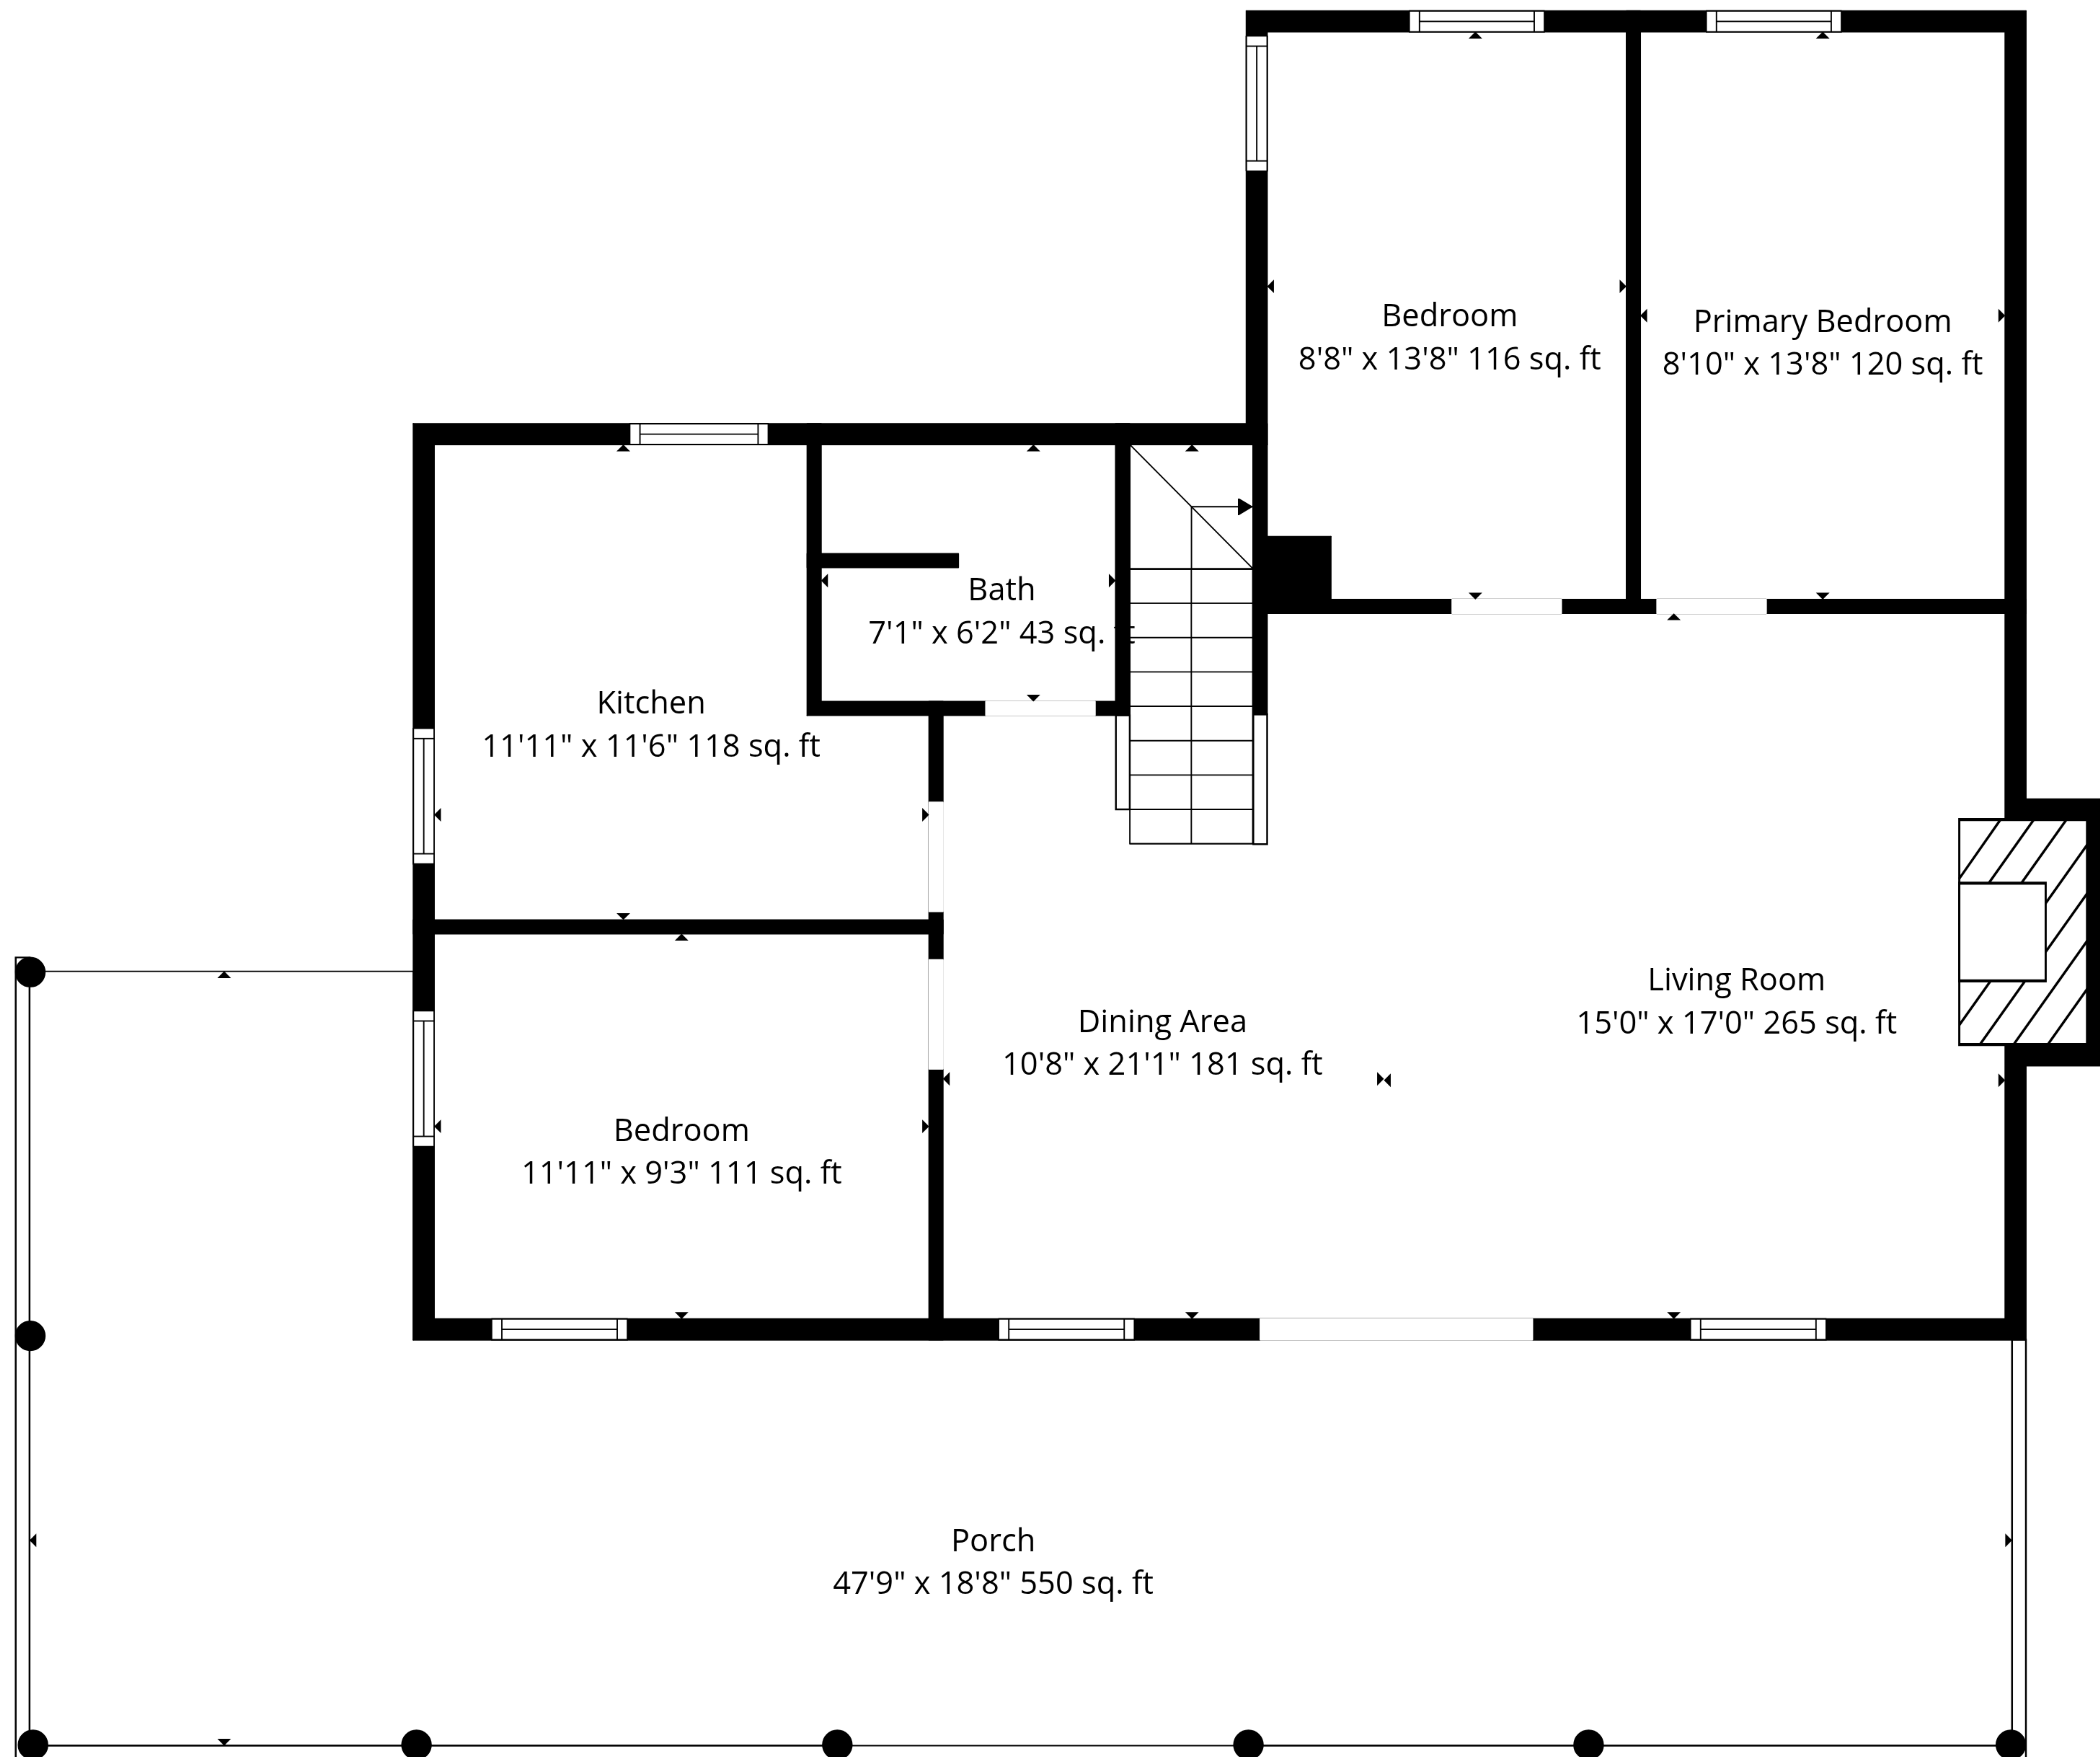 Bedroom
8'8" x 13'8" 116 sq. ft
Primary Bedroom
8'10" x 13'8" 120 sq. ft
Bath
7'1" x 6'2" 43 sq. ft
Kitchen
11'11" x 11'6" 118 sq. ft
Living Room
15'0" x 17'0" 265 sq. ft
Dining Area
10'8" x 21'1" 181 sq. ft
Bedroom
11'11" x 9'3" 111 sq. ft
Porch
47'9" x 18'8" 550 sq. ft